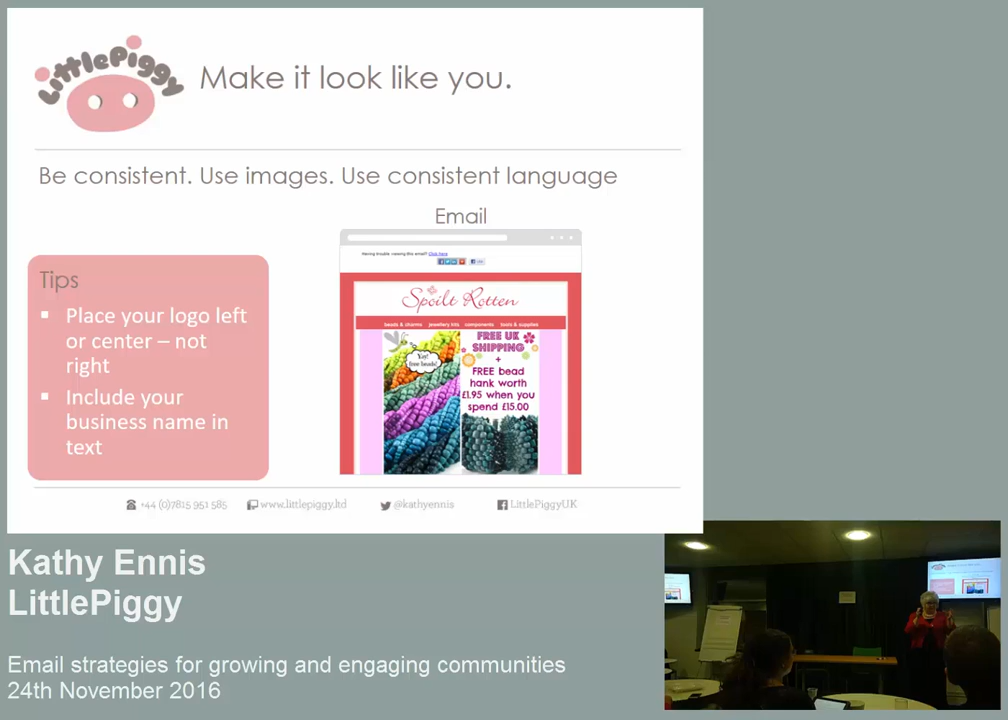 LittlePiggy
Make it look like you.
Be consistent. Use images. Use consistent language
Email
Tips
▪ Place your logo left
or center – not
right
▪ Include your
business name in
text
Having trouble viewing this email? Click here
Spoilt Rotten
beads & charms jewellery kits components tools & supplies
Yay!
free beads!
FREE UK
SHIPPING
+
FREE bead
hank worth
£1.95 when you
spend £15.00
+44 (0)7815 951 585 www.littlepiggy.ltd @kathyennis LittlePiggyUK
Kathy Ennis
LittlePiggy
Email strategies for growing and engaging communities
24th November 2016